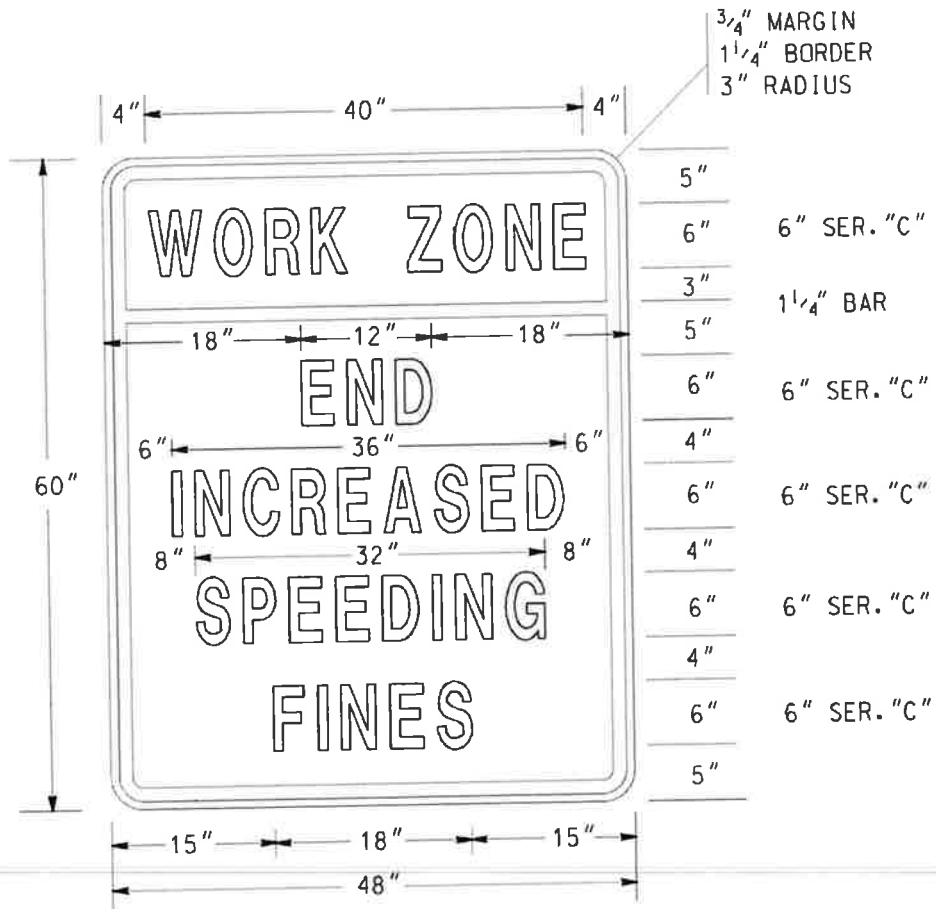 3/4" MARGIN
1 1/4" BORDER
3" RADIUS
4" 40" 4"
5"
WORK ZONE
6" 6" SER. "C"
3"
1 1/4" BAR
18" 12" 18"
5"
END
6" 6" SER. "C"
6" 36" 6"
4"
60"
INCREASED
6" 6" SER. "C"
8" 32" 8"
4"
SPEEDING
6" 6" SER. "C"
4"
FINES
6" 6" SER. "C"
5"
15" 18" 15"
48"